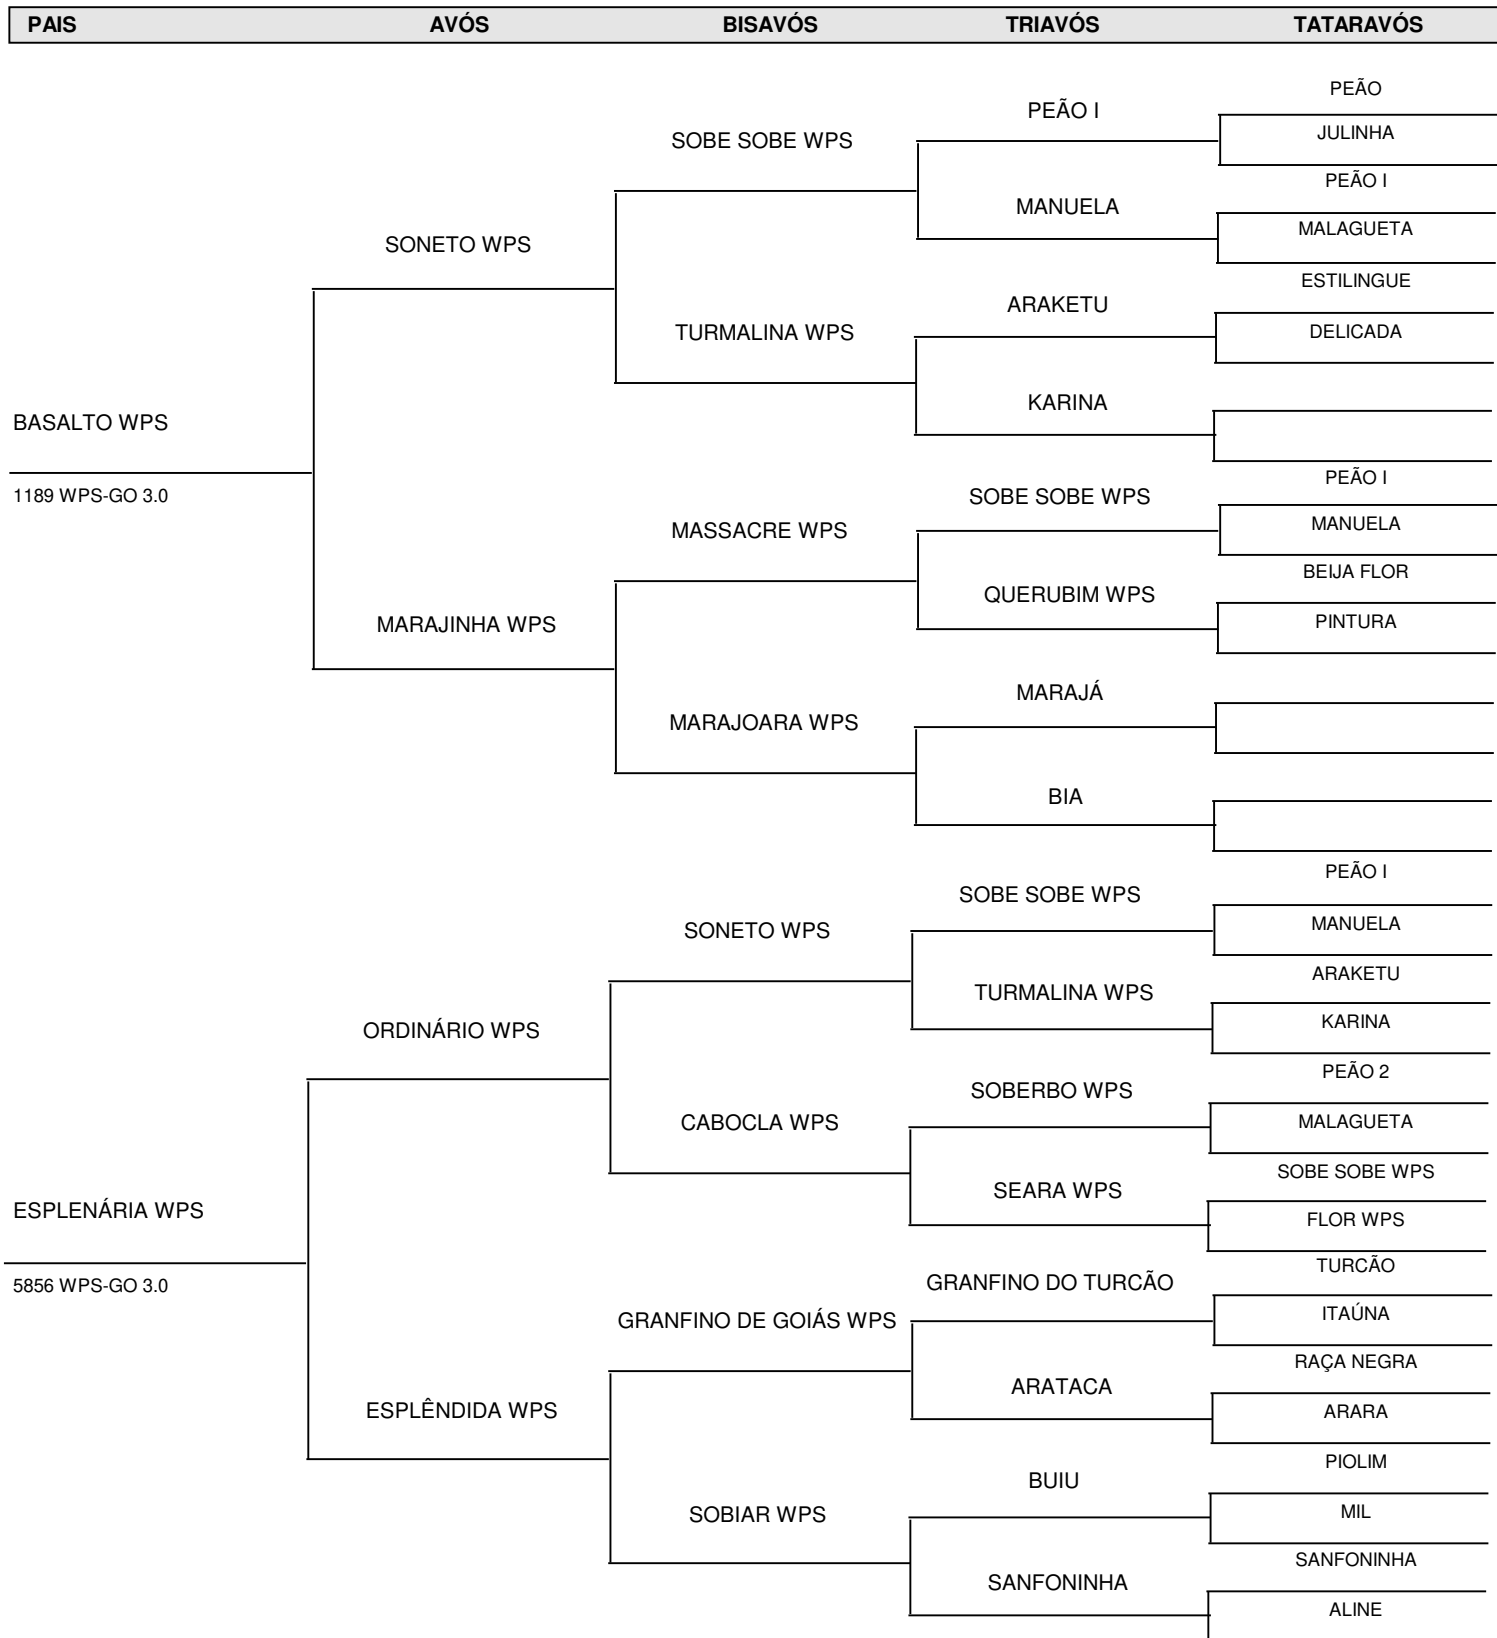 PAIS AVÓS BISAVÓS TRIAVÓS TATARAVÓS
PEÃO
PEÃO I
JULINHA
SOBE SOBE WPS
PEÃO I
MANUELA
MALAGUETA
SONETO WPS
ESTILINGUE
ARAKETU
TURMALINA WPS
DELICADA
KARINA
BASALTO WPS
PEÃO I
1189 WPS-GO 3.0
SOBE SOBE WPS
MASSACRE WPS
MANUELA
BEIJA FLOR
QUERUBIM WPS
MARAJINHA WPS
PINTURA
MARAJÁ
MARAJOARA WPS
BIA
PEÃO I
SOBE SOBE WPS
SONETO WPS
MANUELA
ARAKETU
TURMALINA WPS
ORDINÁRIO WPS
KARINA
PEÃO 2
SOBERBO WPS
CABOCLA WPS
MALAGUETA
SOBE SOBE WPS
SEARA WPS
ESPLENÁRIA WPS
FLOR WPS
TURCÃO
5856 WPS-GO 3.0
GRANFINO DO TURCÃO
GRANFINO DE GOIÁS WPS
ITAÚNA
RAÇA NEGRA
ARATACA
ESPLÊNDIDA WPS
ARARA
PIOLIM
BUIU
SOBIAR WPS
MIL
SANFONINHA
SANFONINHA
ALINE